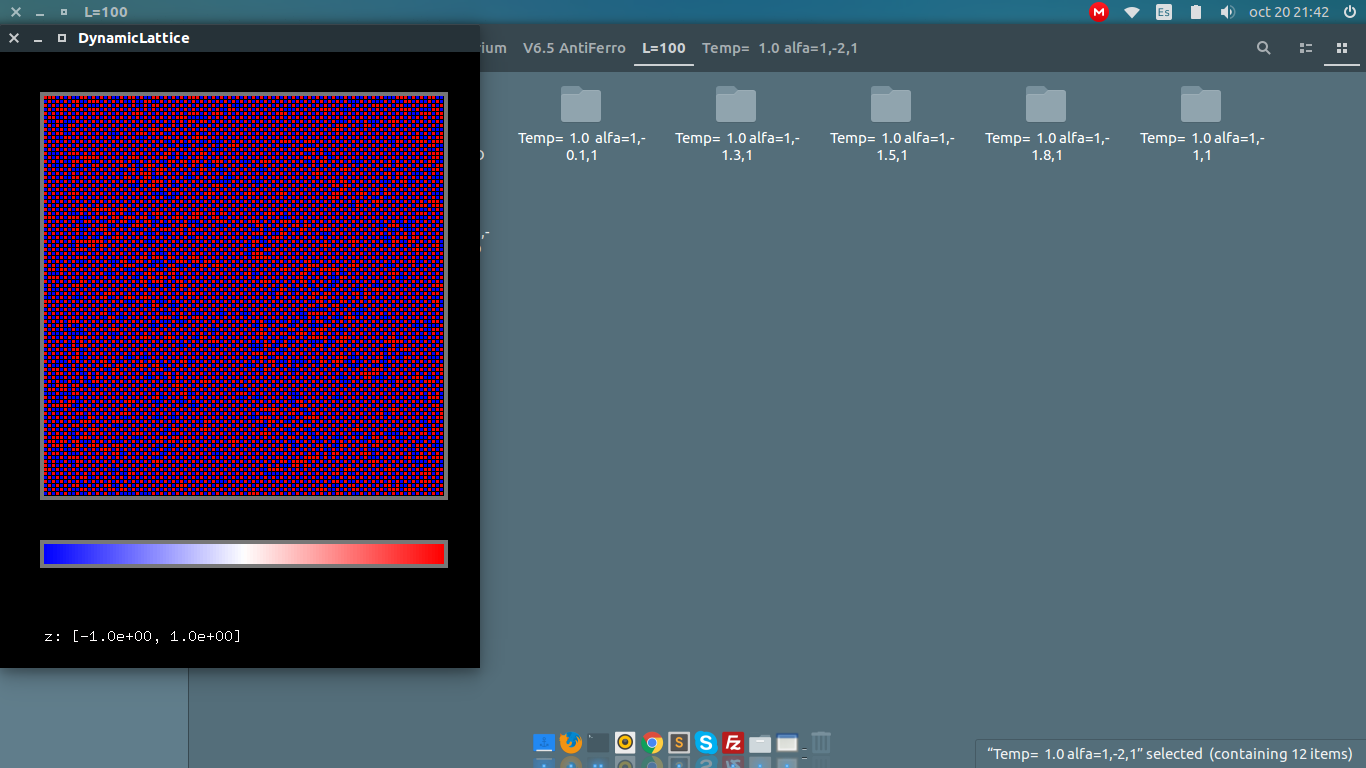 L=100
Es
oct 20 21:42
DynamicLattice
ium
V6.5 AntiFerro
L=100
Temp= 1.0 alfa=1,-2,1
Temp= 1.0 alfa=1,-
0.1,1
Temp= 1.0 alfa=1,-
1.3,1
Temp= 1.0 alfa=1,-
1.5,1
Temp= 1.0 alfa=1,-
1.8,1
Temp= 1.0 alfa=1,-
1,1
z: [-1.0e+00, 1.0e+00]
“Temp= 1.0 alfa=1,-2,1” selected (containing 12 items)